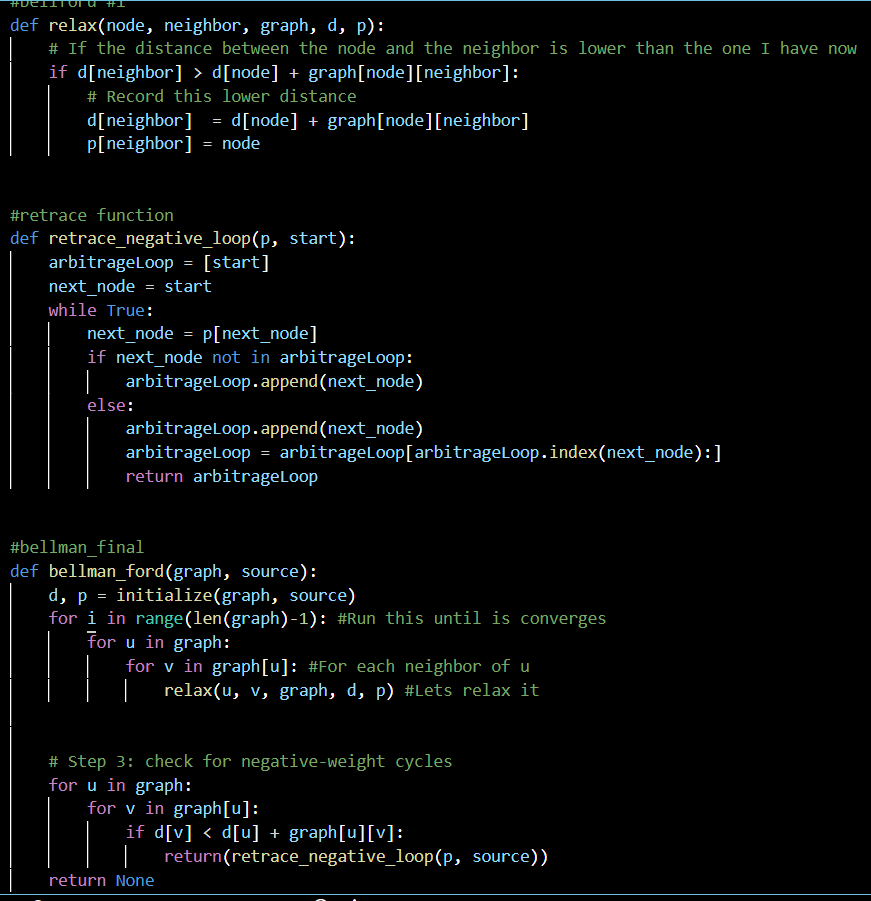 #bellford #1
def relax(node, neighbor, graph, d, p):
    # If the distance between the node and the neighbor is lower than the one I have now
    if d[neighbor] > d[node] + graph[node][neighbor]:
        # Record this lower distance
        d[neighbor]  = d[node] + graph[node][neighbor]
        p[neighbor] = node
#retrace function
def retrace_negative_loop(p, start):
    arbitrageLoop = [start]
    next_node = start
    while True:
        next_node = p[next_node]
        if next_node not in arbitrageLoop:
            arbitrageLoop.append(next_node)
        else:
            arbitrageLoop.append(next_node)
            arbitrageLoop = arbitrageLoop[arbitrageLoop.index(next_node):]
            return arbitrageLoop
#bellman_final
def bellman_ford(graph, source):
    d, p = initialize(graph, source)
    for i in range(len(graph)-1): #Run this until is converges
        for u in graph:
            for v in graph[u]: #For each neighbor of u
                relax(u, v, graph, d, p) #Lets relax it
    # Step 3: check for negative-weight cycles
    for u in graph:
        for v in graph[u]:
            if d[v] < d[u] + graph[u][v]:
                return(retrace_negative_loop(p, source))
    return None